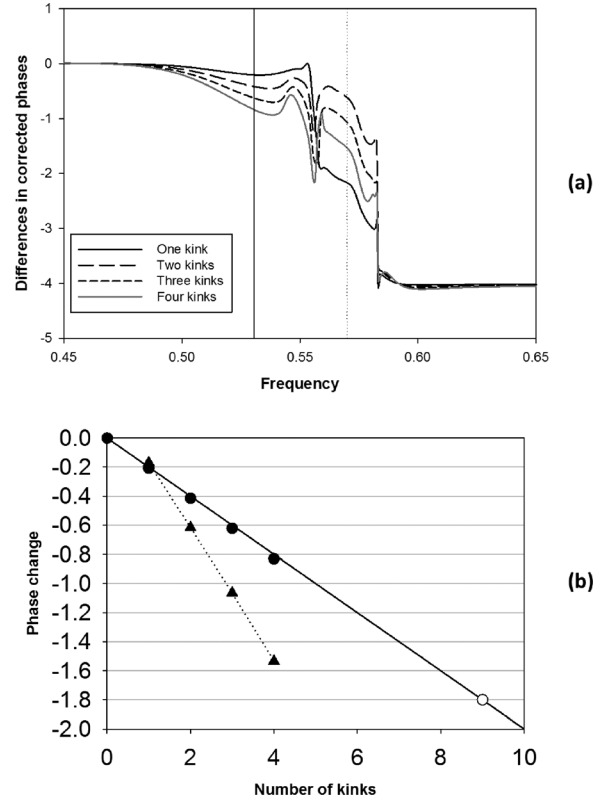 1
0
-1
-2
-3
-4
-5
Differences in corrected phases
One kink
Two kinks
Three kinks
Four kinks
0.45 0.50 0.55 0.60 0.65
Frequency
(a)
0.0
-0.2
-0.4
-0.6
-0.8
-1.0
-1.2
-1.4
-1.6
-1.8
-2.0
Phase change
0 2 4 6 8 10
Number of kinks
(b)